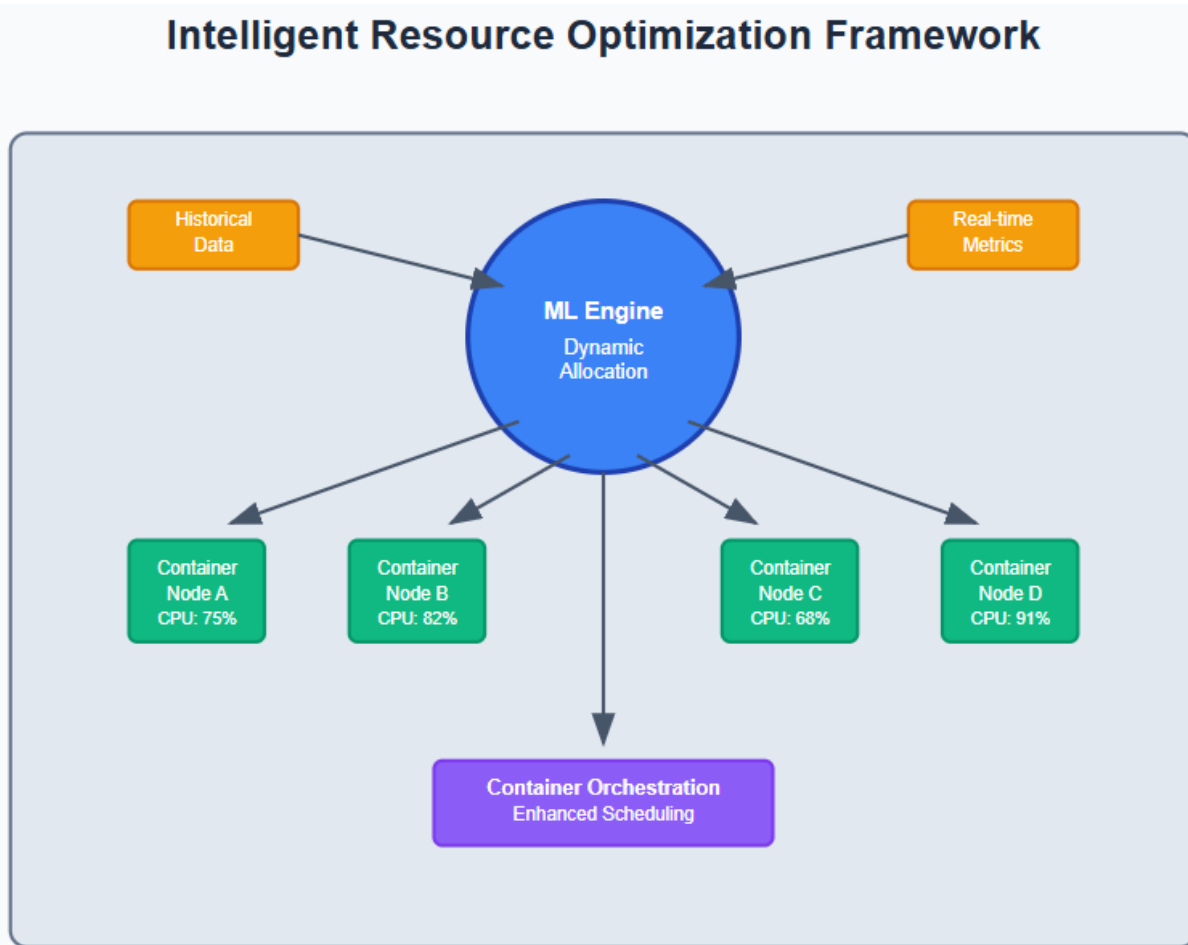 Intelligent Resource Optimization Framework
Historical
Data
Real-time
Metrics
ML Engine
Dynamic
Allocation
Container
Node A
CPU: 75%
Container
Node B
CPU: 82%
Container
Node C
CPU: 68%
Container
Node D
CPU: 91%
Container Orchestration
Enhanced Scheduling